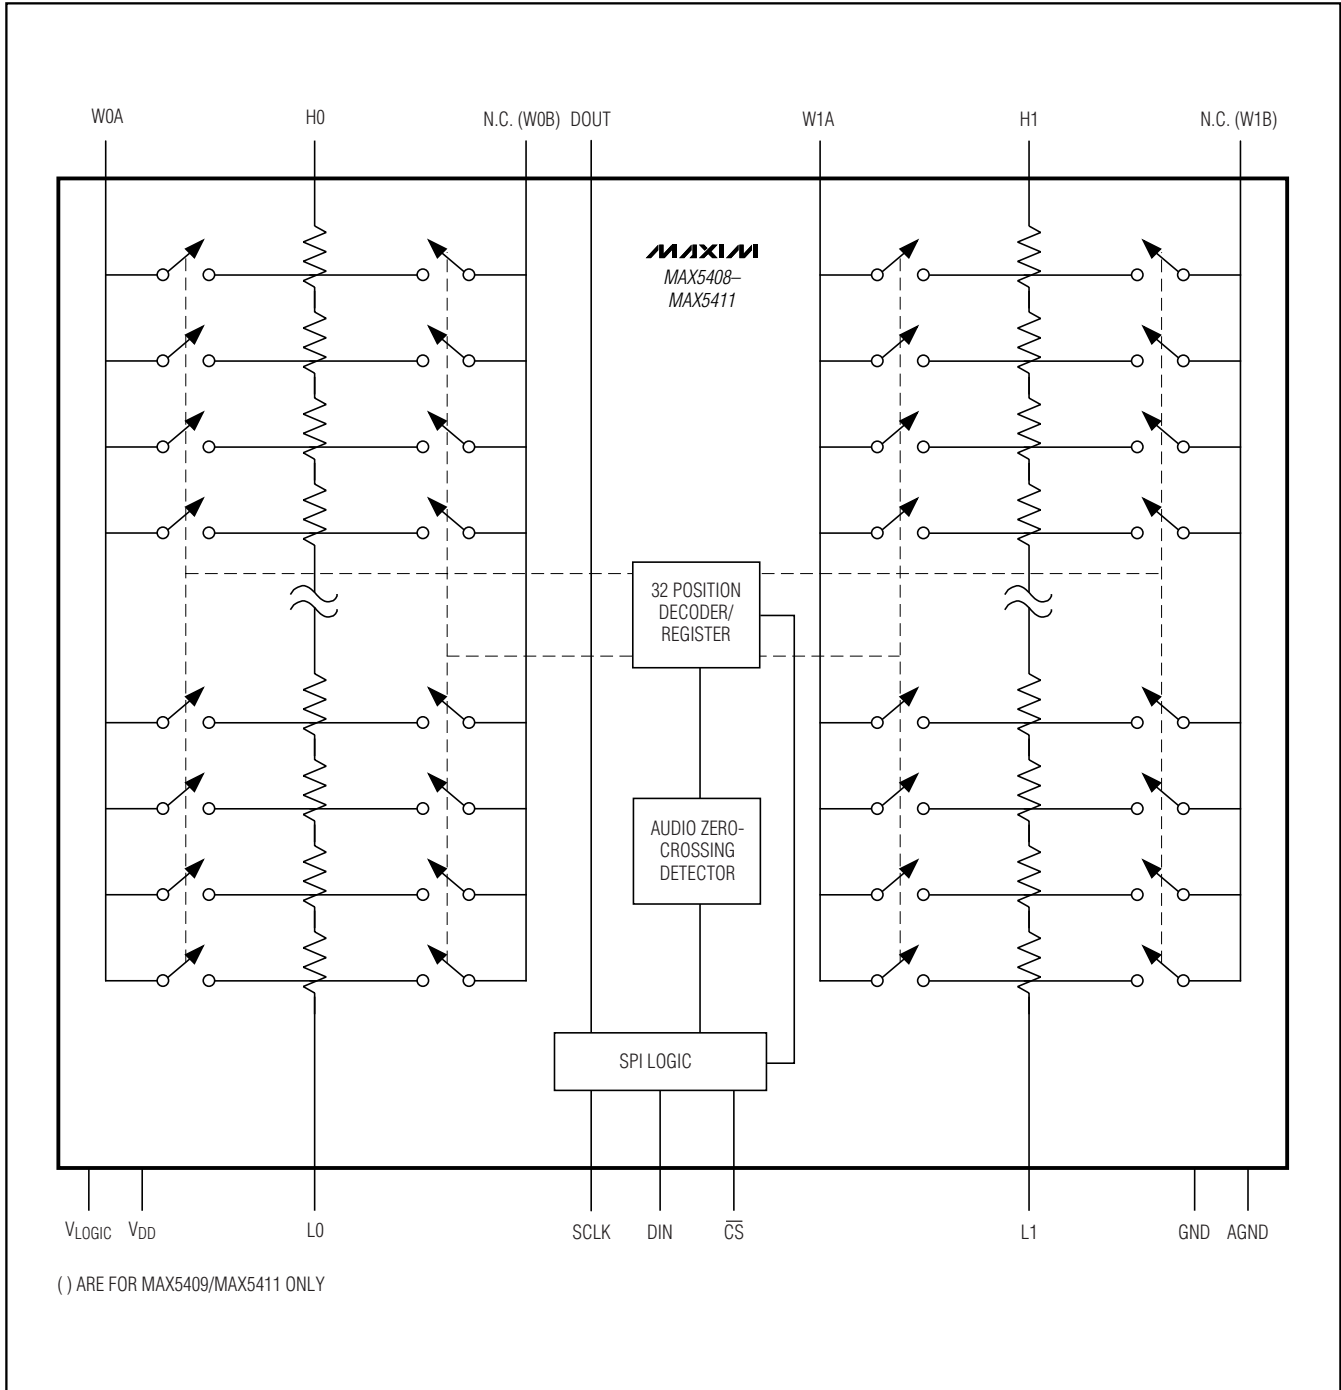 W0A H0 N.C. (W0B) DOUT W1A H1 N.C. (W1B)
MAXIM
MAX5408–
MAX5411
32 POSITION
DECODER/
REGISTER
AUDIO ZERO-
CROSSING
DETECTOR
SPI LOGIC
VLOGIC VDD L0 SCLK DIN C̅S̅ L1 GND AGND
( ) ARE FOR MAX5409/MAX5411 ONLY